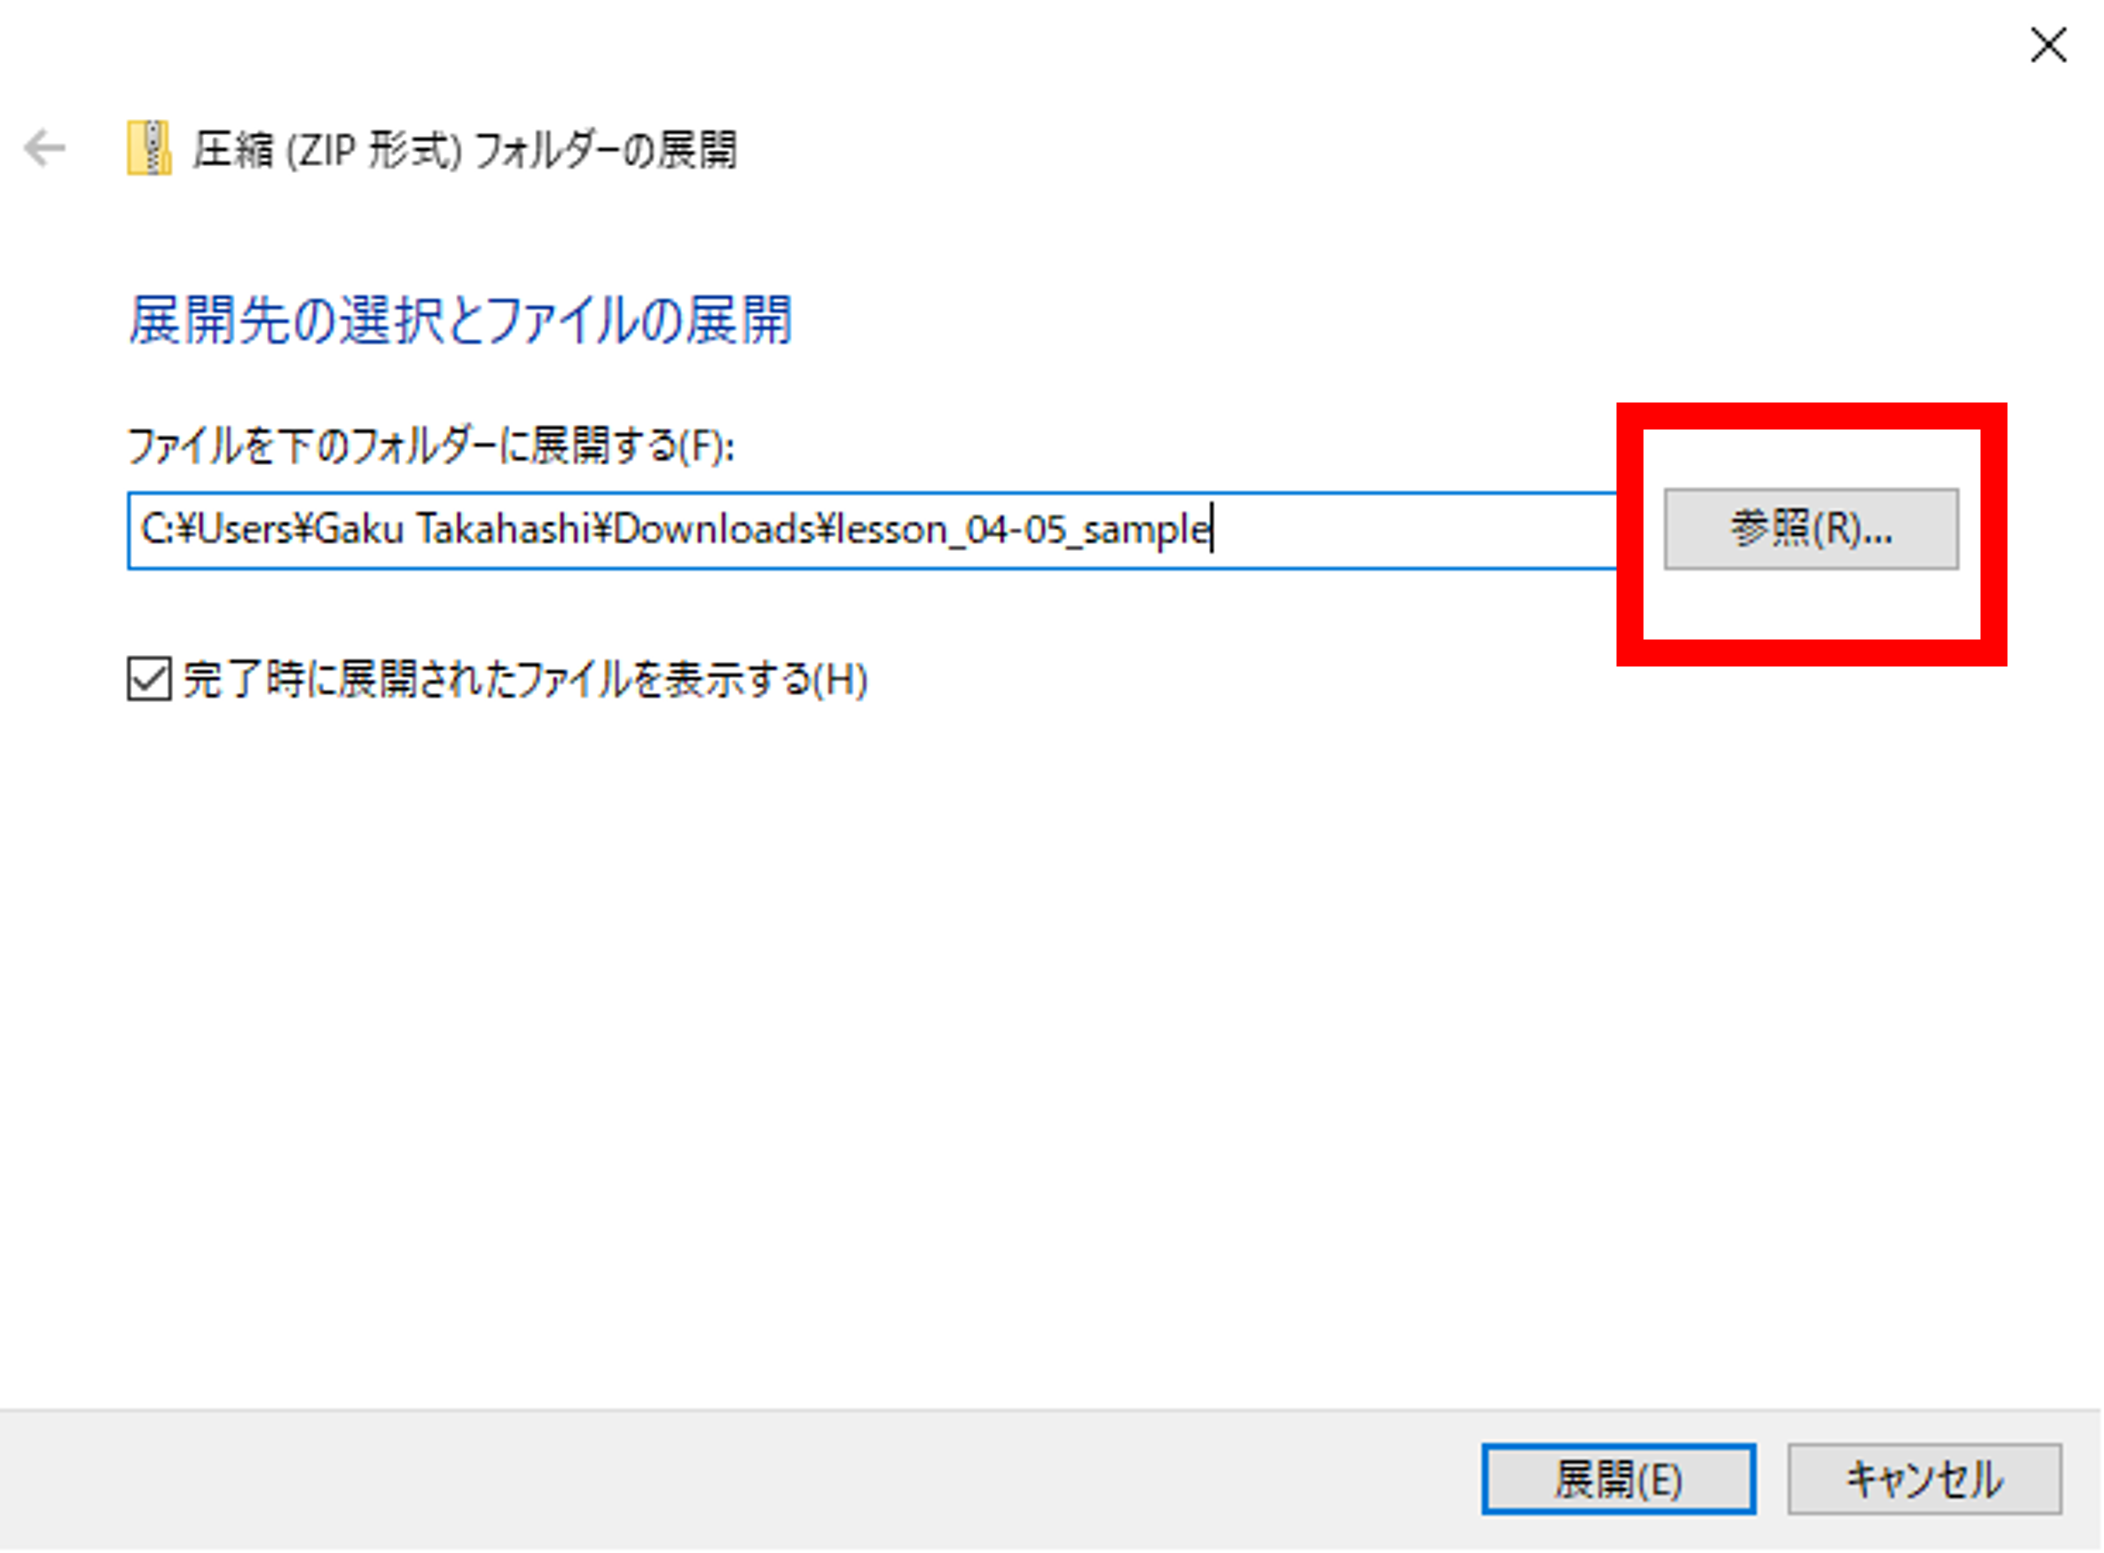 圧縮 (ZIP 形式) フォルダーの展開
展開先の選択とファイルの展開
ファイルを下のフォルダーに展開する(F):
C:¥Users¥Gaku Takahashi¥Downloads¥lesson_04-05_sample
参照(R)...
完了時に展開されたファイルを表示する(H)
展開(E)
キャンセル